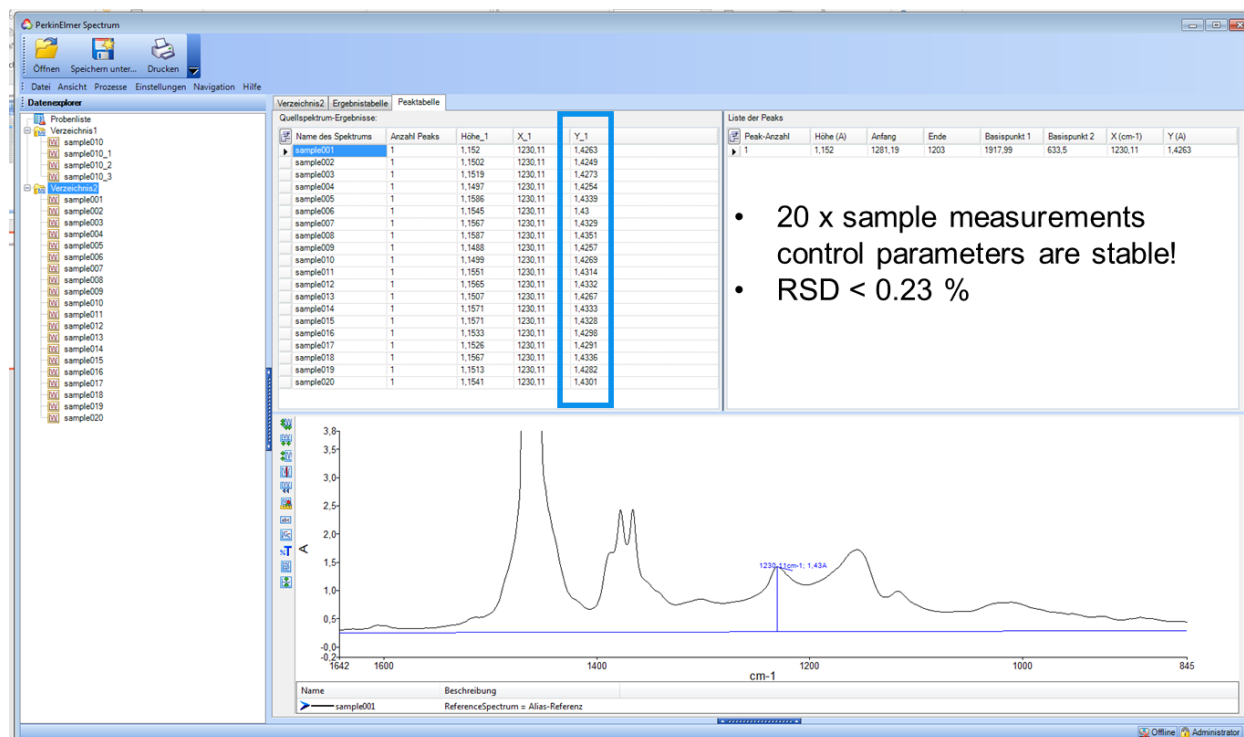 PerkinElmer Spectrum
Öffnen Speichern unter... Drucken
Datei Ansicht Prozesse Einstellungen Navigation Hilfe
Datenexplorer
Probenliste
Verzeichnis1
sample010
sample010_1
sample010_2
sample010_3
Verzeichnis2
sample001
sample002
sample003
sample004
sample005
sample006
sample007
sample008
sample009
sample010
sample011
sample012
sample013
sample014
sample015
sample016
sample017
sample018
sample019
sample020
Verzeichnis2 Ergebnistabelle Peaktabelle
Quellspektrum-Ergebnisse:
Name des Spektrums Anzahl Peaks Höhe_1 X_1 Y_1
sample001 1 1,152 1230,11 1,4263
sample002 1 1,1502 1230,11 1,4249
sample003 1 1,1519 1230,11 1,4273
sample004 1 1,1497 1230,11 1,4254
sample005 1 1,1586 1230,11 1,4339
sample006 1 1,1545 1230,11 1,43
sample007 1 1,1567 1230,11 1,4329
sample008 1 1,1587 1230,11 1,4351
sample009 1 1,1488 1230,11 1,4257
sample010 1 1,1499 1230,11 1,4269
sample011 1 1,1551 1230,11 1,4314
sample012 1 1,1565 1230,11 1,4332
sample013 1 1,1507 1230,11 1,4267
sample014 1 1,1571 1230,11 1,4333
sample015 1 1,1571 1230,11 1,4328
sample016 1 1,1533 1230,11 1,4298
sample017 1 1,1526 1230,11 1,4291
sample018 1 1,1567 1230,11 1,4336
sample019 1 1,1513 1230,11 1,4282
sample020 1 1,1541 1230,11 1,4301
Liste der Peaks
Peak-Anzahl Höhe (A) Anfang Ende Basispunkt 1 Basispunkt 2 X (cm-1) Y (A)
1 1,152 1281,19 1203 1917,99 633,5 1230,11 1,4263
• 20 x sample measurements
control parameters are stable!
• RSD < 0.23 %
3,8
3,5
3,0
2,5
2,0
1,5
1,0
0,5
-0,0
-0,2
A
1230,11cm-1; 1,43A
1642 1600 1400 1200 1000 845
cm-1
Name Beschreibung
sample001 ReferenceSpectrum = Alias-Referenz
Offline Administrator